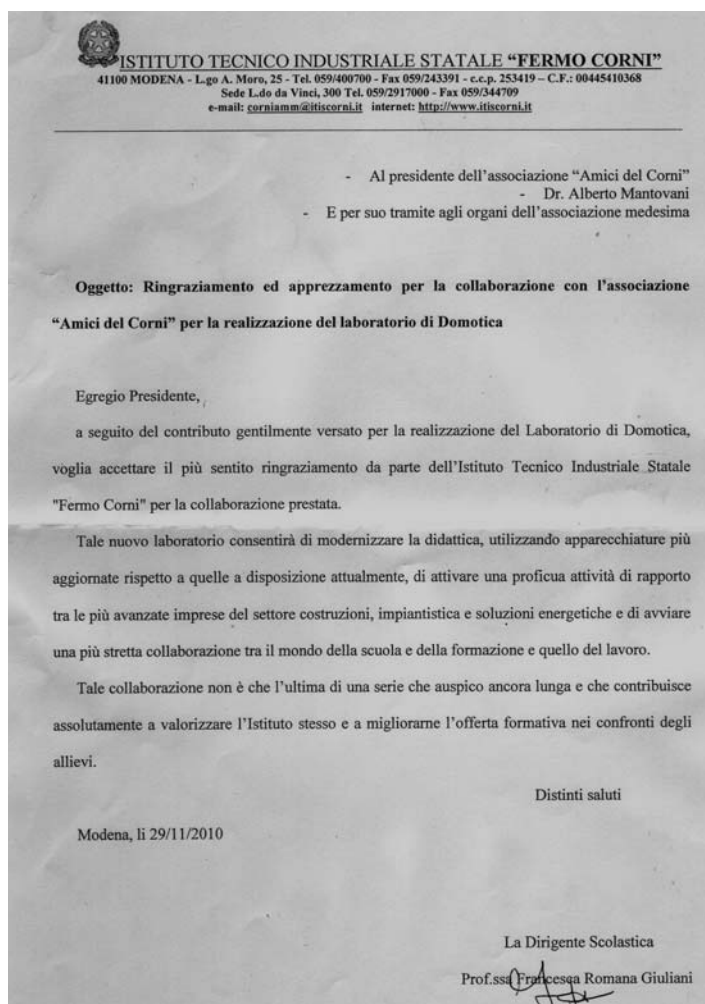 ISTITUTO TECNICO INDUSTRIALE STATALE “FERMO CORNI”
41100 MODENA - L.go A. Moro, 25 - Tel. 059/400700 - Fax 059/243391 - c.c.p. 253419 – C.F.: 00445410368
Sede L.do da Vinci, 300 Tel. 059/2917000 - Fax 059/344709
e-mail: corniamm@itiscorni.it internet: http://www.itiscorni.it
- Al presidente dell’associazione “Amici del Corni”
- Dr. Alberto Mantovani
- E per suo tramite agli organi dell’associazione medesima
Oggetto: Ringraziamento ed apprezzamento per la collaborazione con l’associazione
“Amici del Corni” per la realizzazione del laboratorio di Domotica
Egregio Presidente,
a seguito del contributo gentilmente versato per la realizzazione del Laboratorio di Domotica,
voglia accettare il più sentito ringraziamento da parte dell’Istituto Tecnico Industriale Statale
"Fermo Corni" per la collaborazione prestata.
Tale nuovo laboratorio consentirà di modernizzare la didattica, utilizzando apparecchiature più
aggiornate rispetto a quelle a disposizione attualmente, di attivare una proficua attività di rapporto
tra le più avanzate imprese del settore costruzioni, impiantistica e soluzioni energetiche e di avviare
una più stretta collaborazione tra il mondo della scuola e della formazione e quello del lavoro.
Tale collaborazione non è che l’ultima di una serie che auspico ancora lunga e che contribuisce
assolutamente a valorizzare l’Istituto stesso e a migliorarne l’offerta formativa nei confronti degli
allievi.
Distinti saluti
Modena, li 29/11/2010
La Dirigente Scolastica
Prof.ssa Francesca Romana Giuliani